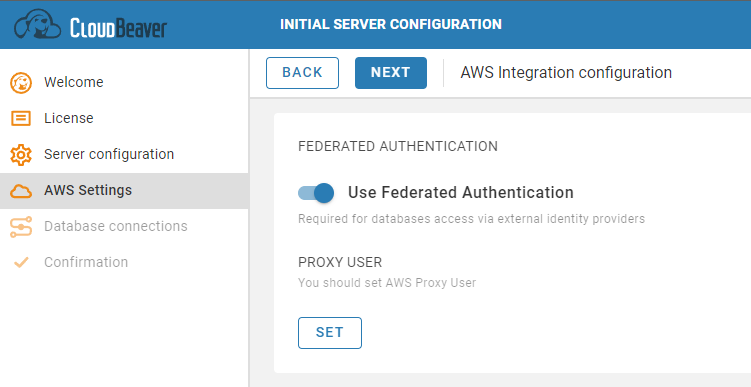 CloudBeaver
INITIAL SERVER CONFIGURATION
Welcome
License
Server configuration
AWS Settings
Database connections
Confirmation
BACK
NEXT
AWS Integration configuration
FEDERATED AUTHENTICATION
Use Federated Authentication
Required for databases access via external identity providers
PROXY USER
You should set AWS Proxy User
SET